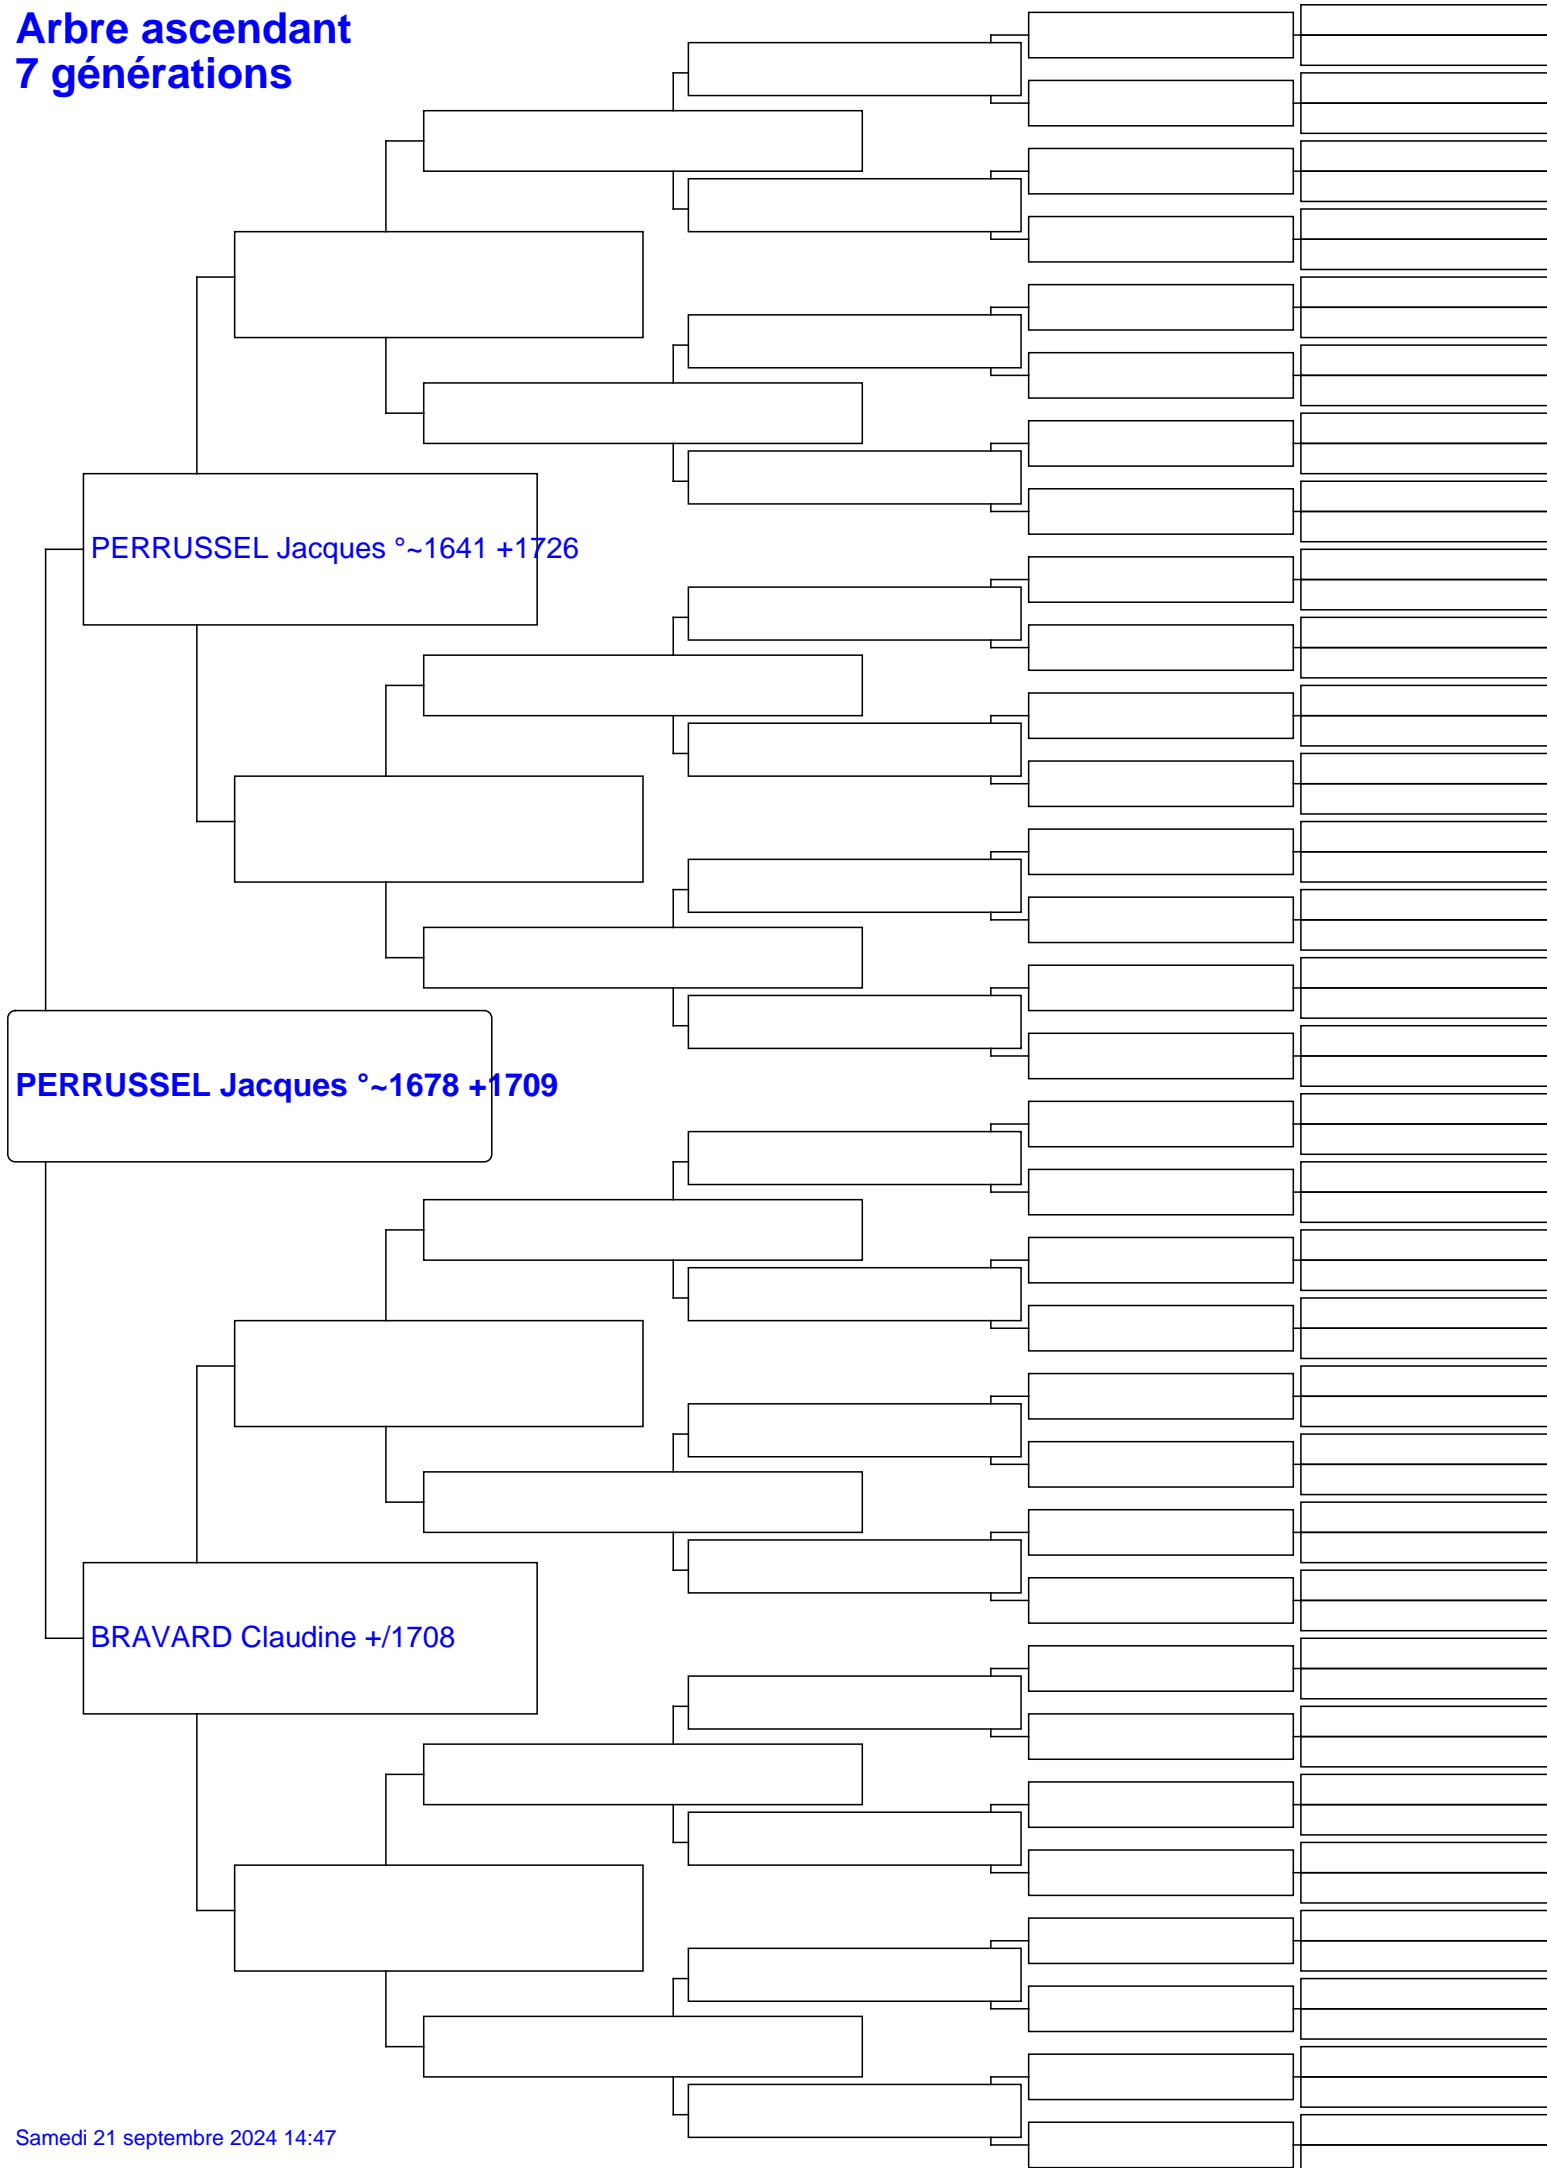 Arbre ascendant
7 générations
PERRUSSEL Jacques °~1641 +1726
PERRUSSEL Jacques °~1678 +1709
BRAVARD Claudine +/1708
Samedi 21 septembre 2024 14:47